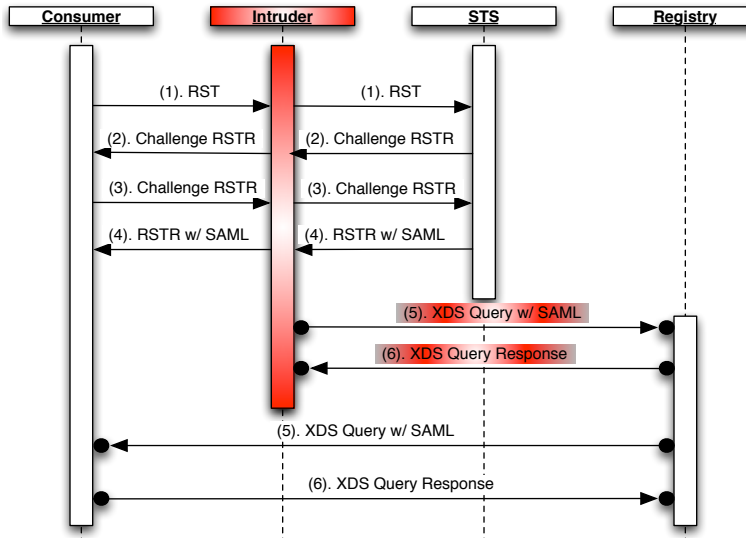 Consumer
Intruder
STS
Registry
(1). RST
(1). RST
(2). Challenge RSTR
(2). Challenge RSTR
(3). Challenge RSTR
(3). Challenge RSTR
(4). RSTR w/ SAML
(4). RSTR w/ SAML
(5). XDS Query w/ SAML
(6). XDS Query Response
(5). XDS Query w/ SAML
(6). XDS Query Response